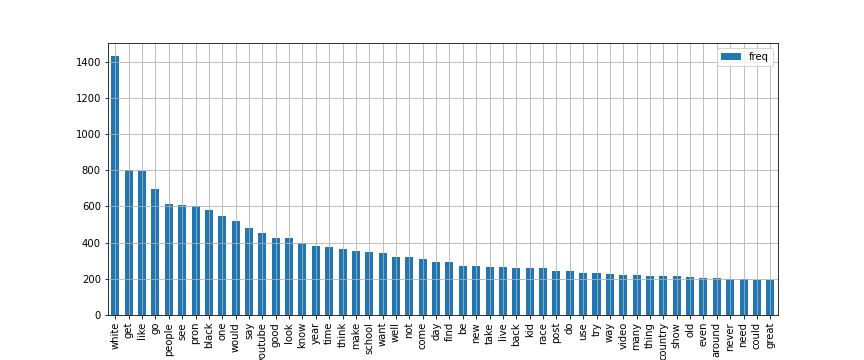 freq
1400
1200
1000
800
600
400
200
0
white
get
like
go
people
see
pron
black
one
would
say
outube
good
look
know
year
time
think
make
school
want
well
not
come
day
find
be
new
take
live
back
kid
race
post
do
use
try
way
video
many
thing
country
show
old
even
around
never
need
could
great